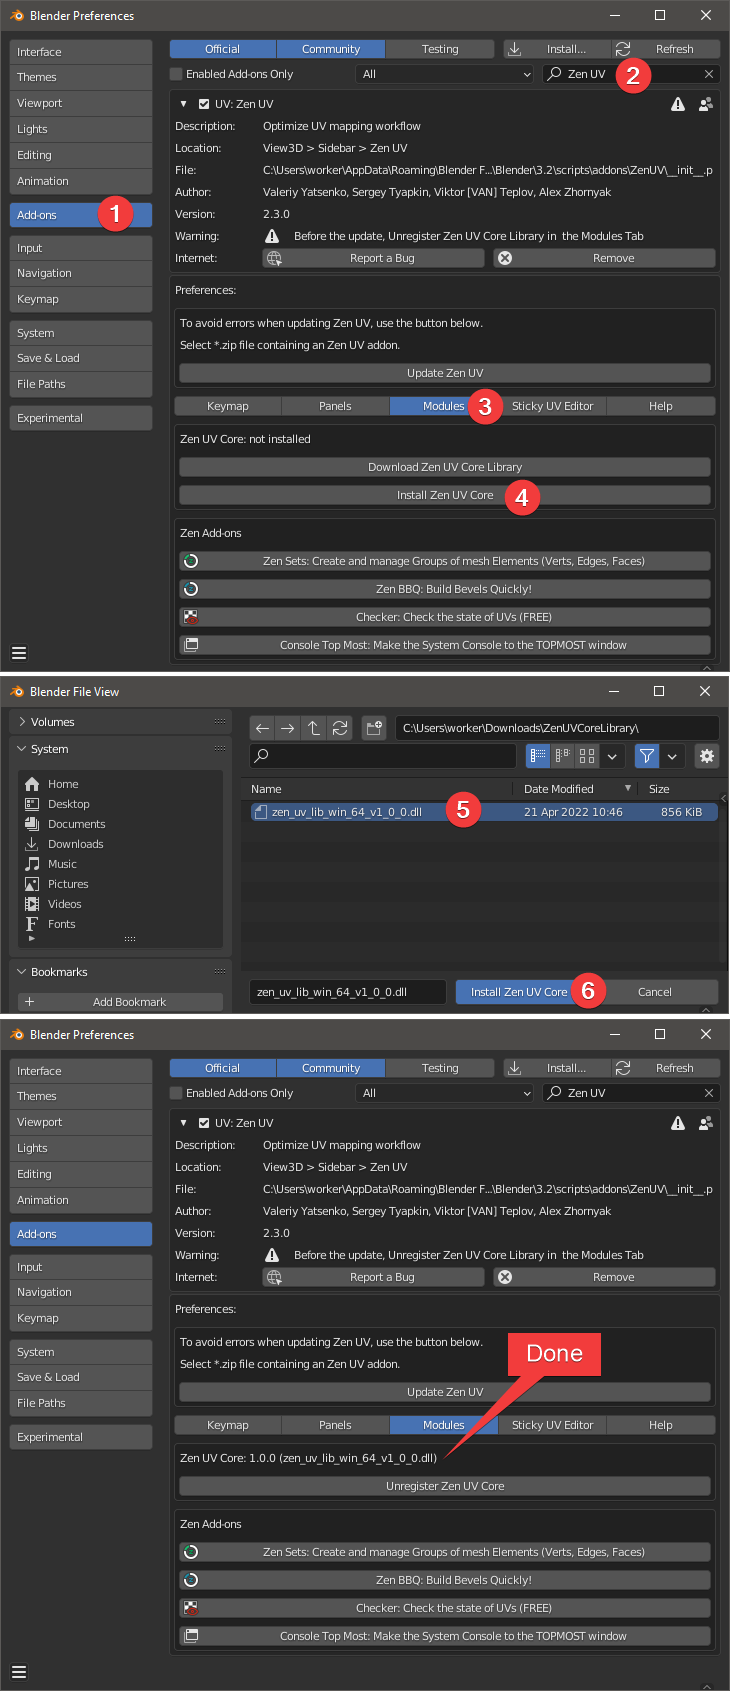 Blender Preferences
Interface
Themes
Viewport
Lights
Editing
Animation
Add-ons 1
Input
Navigation
Keymap
System
Save & Load
File Paths
Experimental
Official Community Testing Install... Refresh
Enabled Add-ons Only All Zen UV 2
UV: Zen UV
Description: Optimize UV mapping workflow
Location: View3D > Sidebar > Zen UV
File: C:\Users\worker\AppData\Roaming\Blender F...\Blender\3.2\scripts\addons\ZenUV\__init__.p
Author: Valeriy Yatsenko, Sergey Tyapkin, Viktor [VAN] Teplov, Alex Zhornyak
Version: 2.3.0
Warning: Before the update, Unregister Zen UV Core Library in  the Modules Tab
Internet: Report a Bug Remove
Preferences:
To avoid errors when updating Zen UV, use the button below.
Select *.zip file containing an Zen UV addon.
Update Zen UV
Keymap Panels Modules 3 Sticky UV Editor Help
Zen UV Core: not installed
Download Zen UV Core Library
Install Zen UV Core 4
Zen Add-ons
Zen Sets: Create and manage Groups of mesh Elements (Verts, Edges, Faces)
Zen BBQ: Build Bevels Quickly!
Checker: Check the state of UVs (FREE)
Console Top Most: Make the System Console to the TOPMOST window
Blender File View
Volumes
System
Home
Desktop
Documents
Downloads
Music
Pictures
Videos
Fonts
Bookmarks
Add Bookmark
C:\Users\worker\Downloads\ZenUVCoreLibrary\
Name Date Modified Size
zen_uv_lib_win_64_v1_0_0.dll 5 21 Apr 2022 10:46 856 KiB
zen_uv_lib_win_64_v1_0_0.dll Install Zen UV Core 6 Cancel
Blender Preferences
Interface
Themes
Viewport
Lights
Editing
Animation
Add-ons
Input
Navigation
Keymap
System
Save & Load
File Paths
Experimental
Official Community Testing Install... Refresh
Enabled Add-ons Only All Zen UV
UV: Zen UV
Description: Optimize UV mapping workflow
Location: View3D > Sidebar > Zen UV
File: C:\Users\worker\AppData\Roaming\Blender F...\Blender\3.2\scripts\addons\ZenUV\__init__.p
Author: Valeriy Yatsenko, Sergey Tyapkin, Viktor [VAN] Teplov, Alex Zhornyak
Version: 2.3.0
Warning: Before the update, Unregister Zen UV Core Library in  the Modules Tab
Internet: Report a Bug Remove
Preferences:
To avoid errors when updating Zen UV, use the button below.
Select *.zip file containing an Zen UV addon.
Done
Update Zen UV
Keymap Panels Modules Sticky UV Editor Help
Zen UV Core: 1.0.0 (zen_uv_lib_win_64_v1_0_0.dll)
Unregister Zen UV Core
Zen Add-ons
Zen Sets: Create and manage Groups of mesh Elements (Verts, Edges, Faces)
Zen BBQ: Build Bevels Quickly!
Checker: Check the state of UVs (FREE)
Console Top Most: Make the System Console to the TOPMOST window